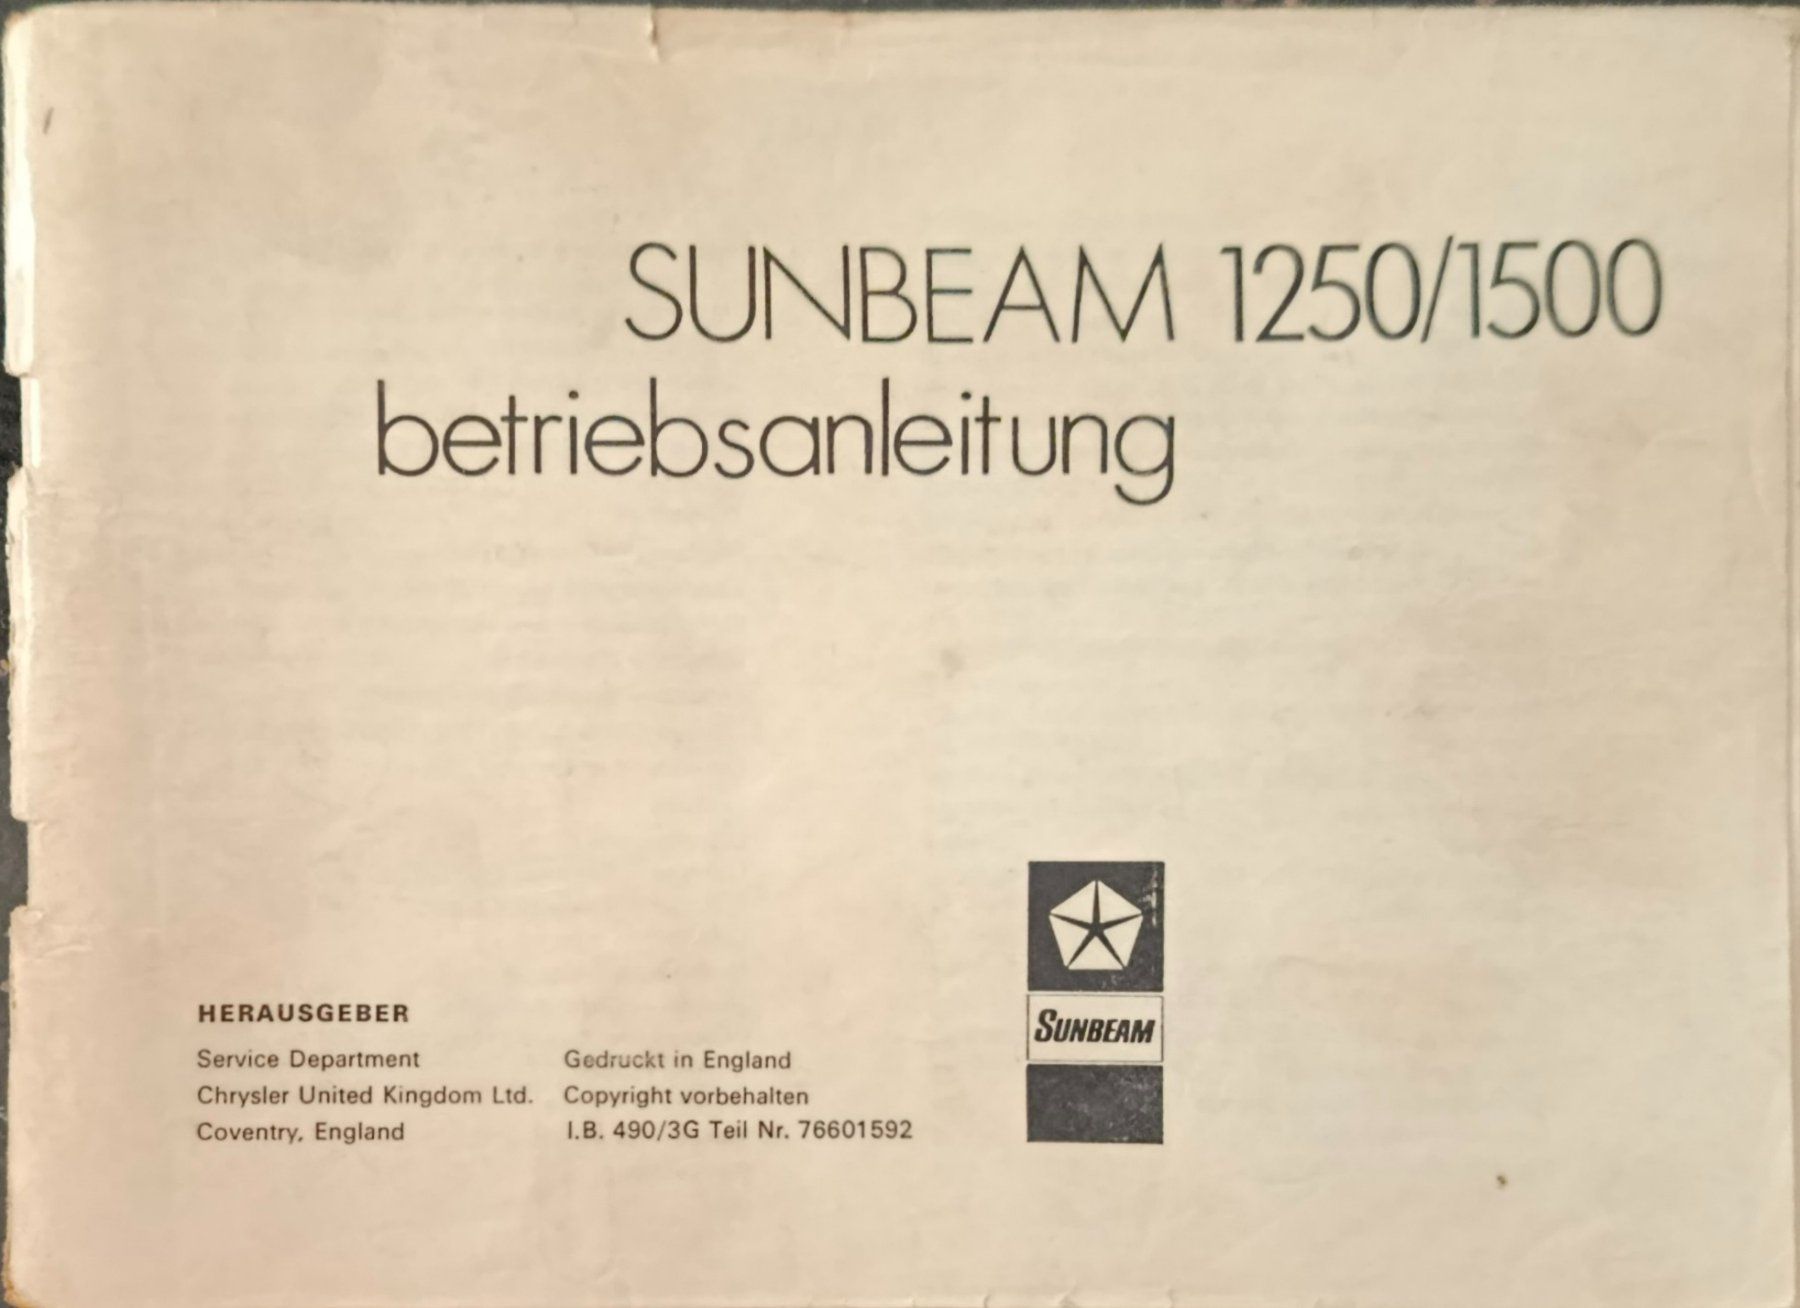 SUNBEAM 1250/1500
betriebsanleitung
HERAUSGEBER
Service Department
Chrysler United Kingdom Ltd.
Coventry, England
Gedruckt in England
Copyright vorbehalten
I.B. 490/3G Teil Nr. 76601592
SUNBEAM